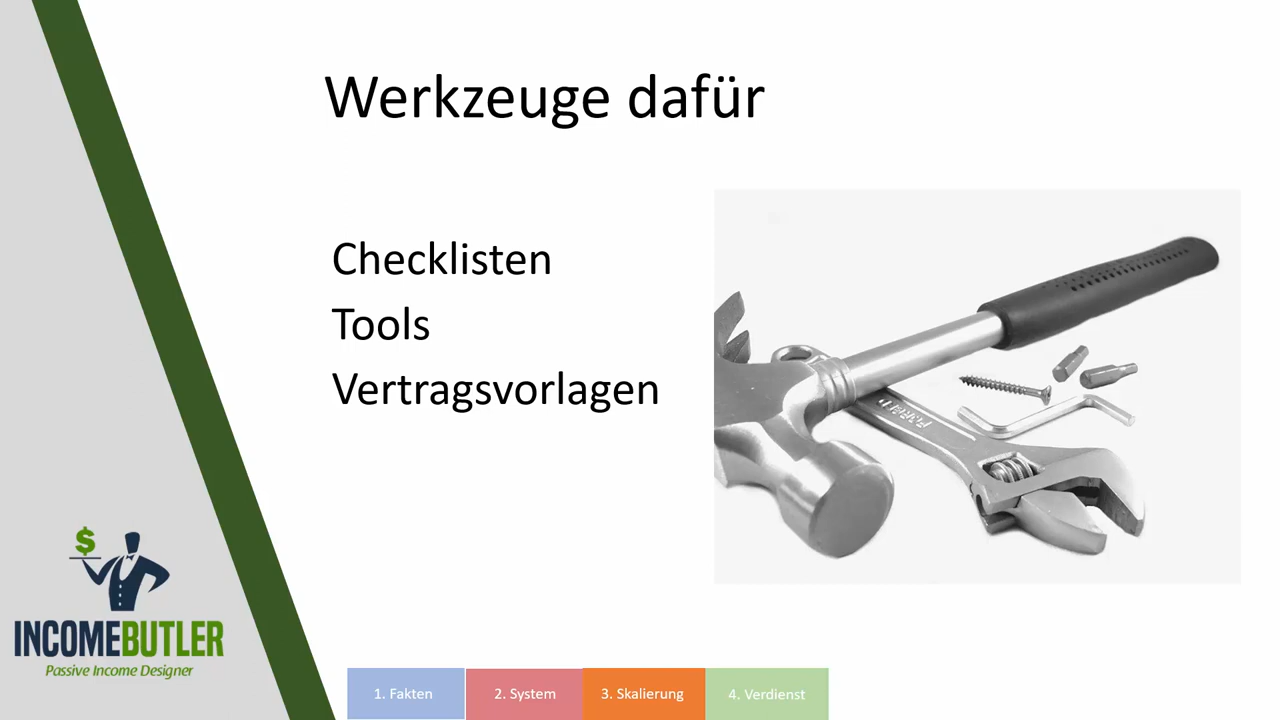 Werkzeuge dafür
Checklisten
Tools
Vertragsvorlagen
$
INCOMEBUTLER
Passive Income Designer
1. Fakten
2. System
3. Skalierung
4. Verdienst